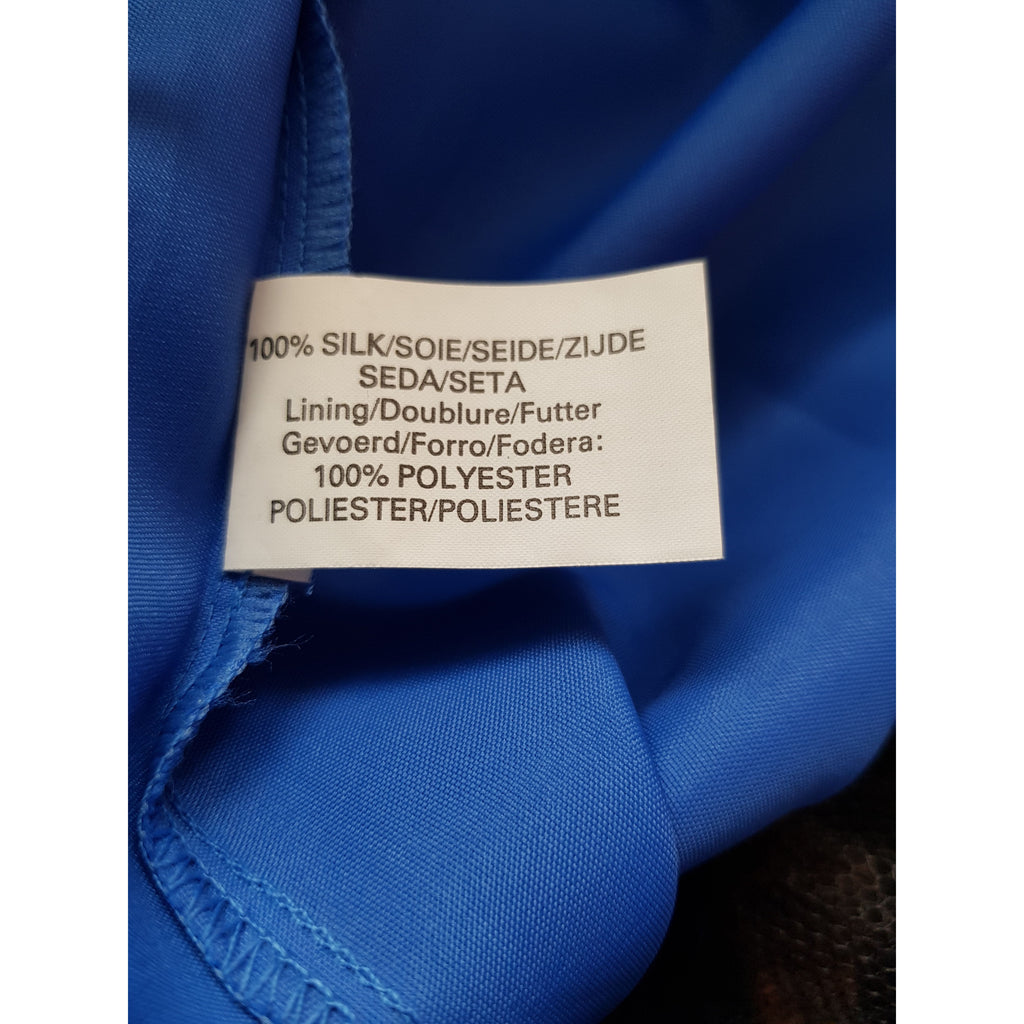 100% SILK/SOIE/SEIDE/ZIJDE
SEDA/SETA
Lining/Doublure/Futter
Gevoerd/Forro/Fodera:
100% POLYESTER
POLIESTER/POLIESTERE